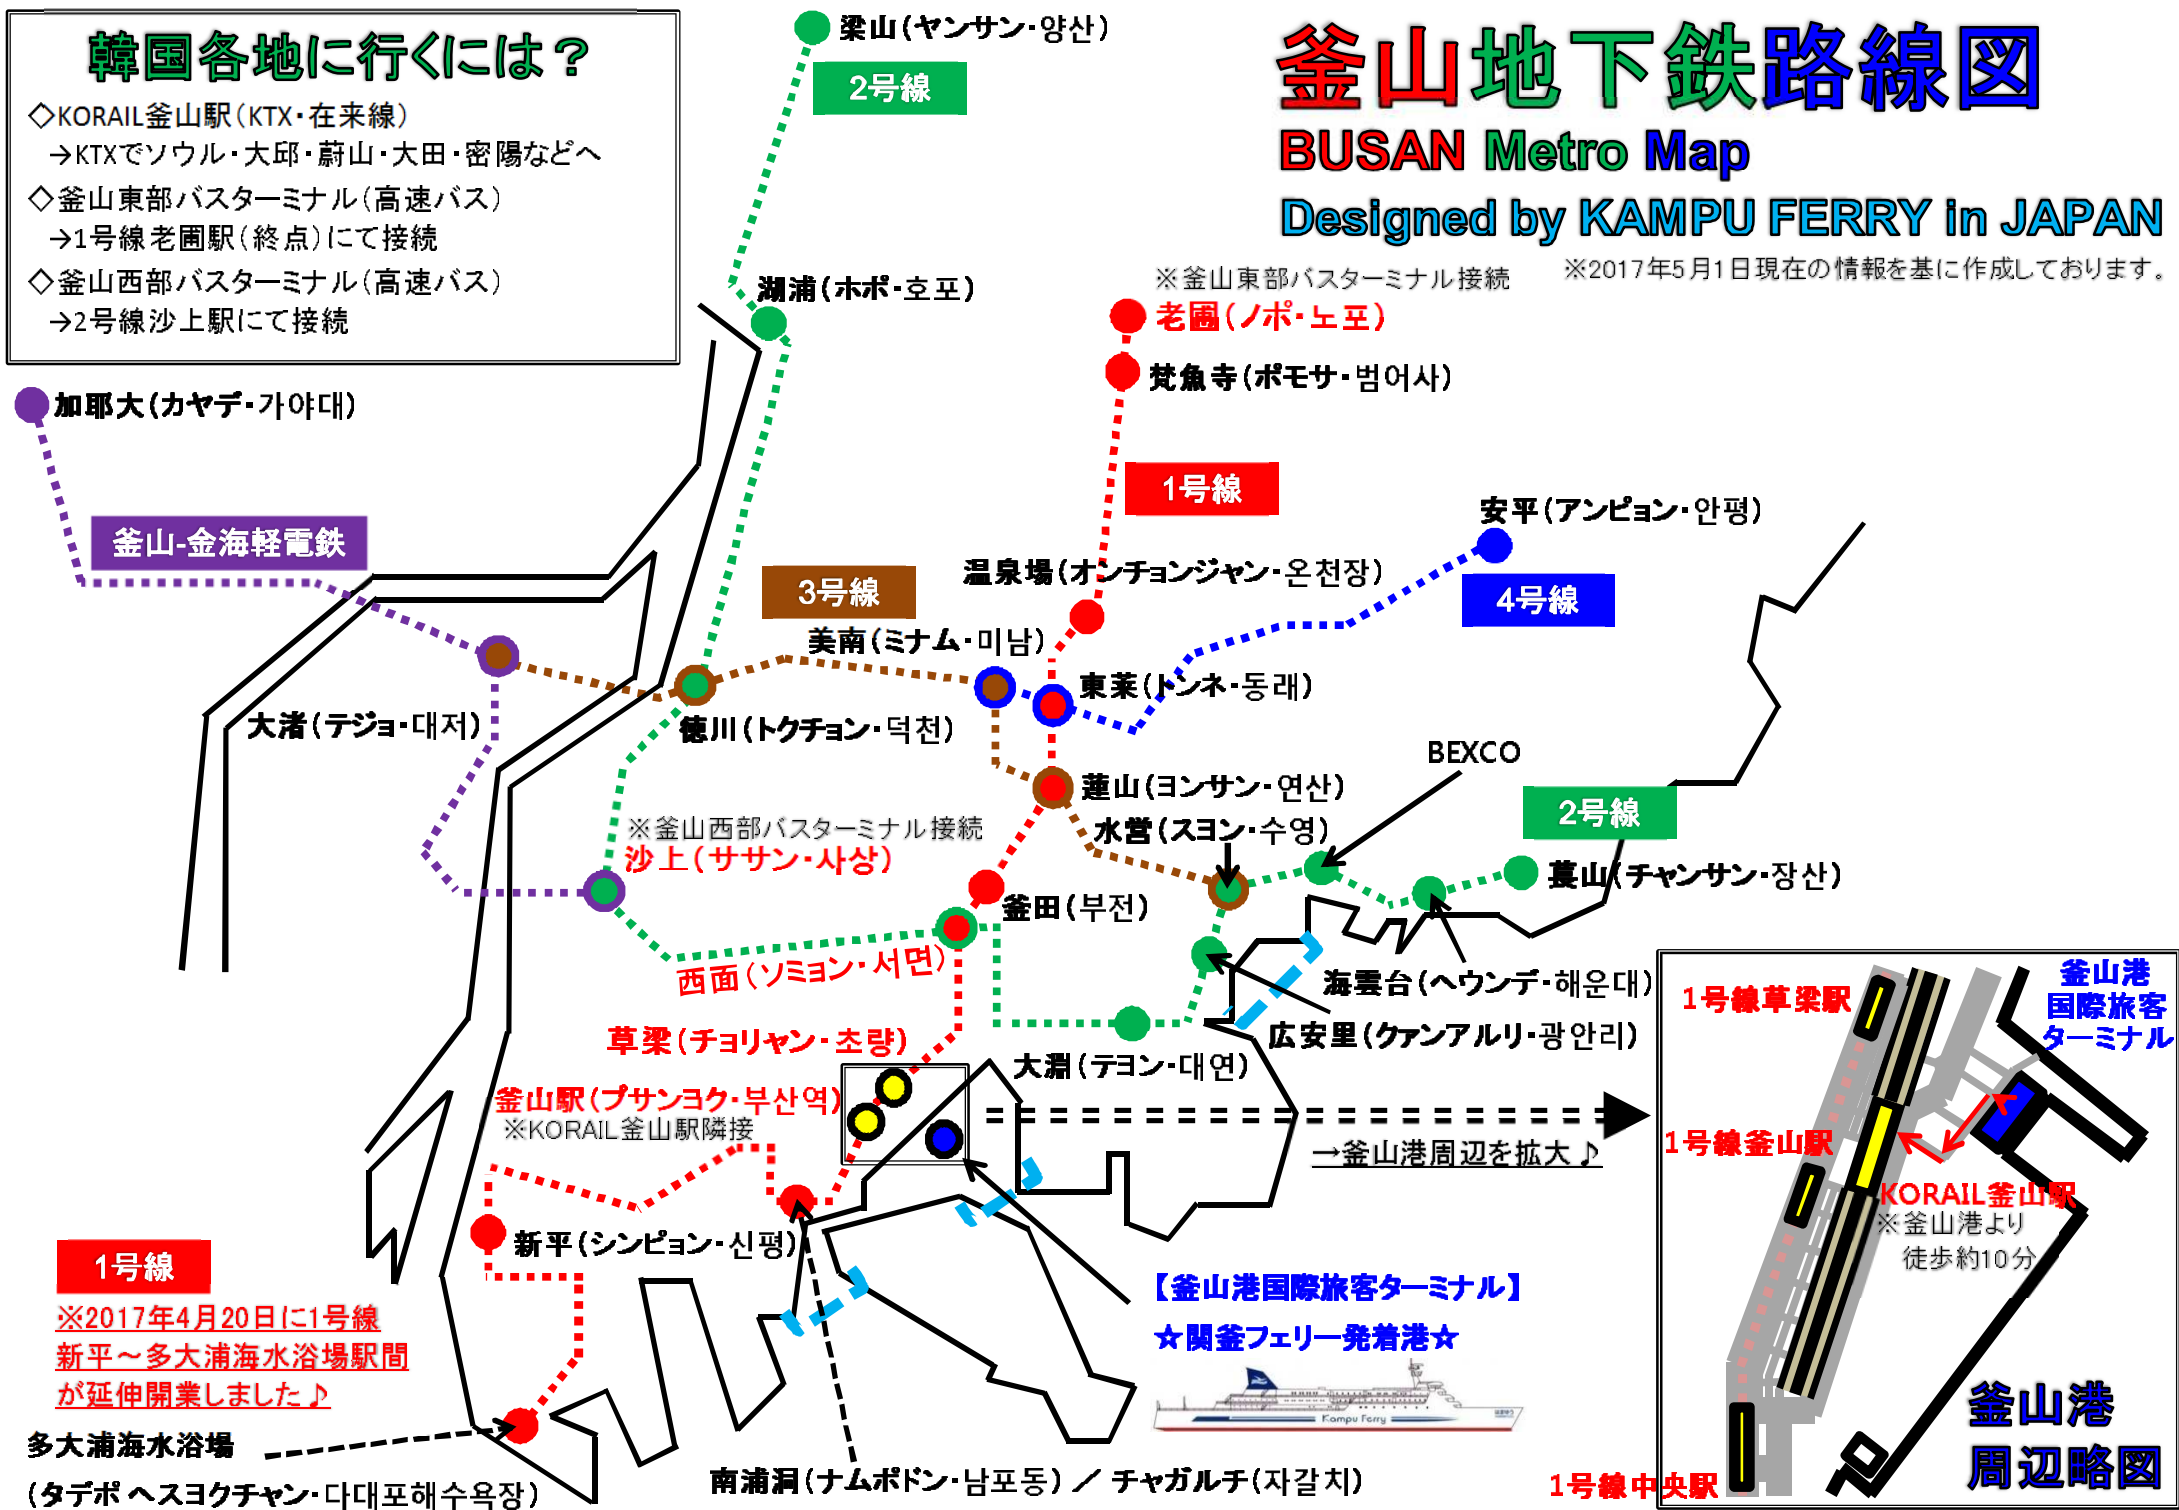 韓国各地に行くには？
◇KORAIL釜山駅（KTX・在来線）
→KTXでソウル・大邱・蔚山・大田・密陽などへ
◇釜山東部バスターミナル（高速バス）
→1号線老圃駅（終点）にて接続
◇釜山西部バスターミナル（高速バス）
→2号線沙上駅にて接続
釜山地下鉄路線図
BUSAN Metro Map
Designed by KAMPU FERRY in JAPAN
※2017年5月1日現在の情報を基に作成しております。
梁山（ヤンサン・양산）
2号線
湖浦（ホポ・호포）
※釜山東部バスターミナル接続
老圃（ノポ・노포）
梵魚寺（ポモサ・범어사）
加耶大（カヤデ・가야대）
1号線
釜山-金海軽電鉄
安平（アンピョン・안평）
温泉場（オンチョンジャン・온천장）
3号線
4号線
美南（ミナム・미남）
東薬（トンネ・동래）
大渚（テジョ・대저）
徳川（トクチョン・덕천）
BEXCO
蓮山（ヨンサン・연산）
2号線
水営（スヨン・수영）
※釜山西部バスターミナル接続
沙上（ササン・사상）
萇山（チャンサン・장산）
釜田（부전）
西面（ソミョン・서면）
海雲台（ヘウンデ・해운대）
広安里（クァンアルリ・광안리）
草梁（チョリャン・초량）
大淵（テヨン・대연）
釜山駅（プサンヨク・부산역）
※KORAIL釜山駅隣接
→釜山港周辺を拡大♪
新平（シンピョン・신평）
1号線
※2017年4月20日に1号線
新平～多大浦海水浴場駅間
が延伸開業しました♪
【釜山港国際旅客ターミナル】
☆関釜フェリー発着港☆
Kampu Ferry
多大浦海水浴場
（タデポ ヘスヨクチャン・다대포해수욕장）
南浦洞（ナムポドン・남포동）／チャガルチ（자갈치）
釜山港
国際旅客
ターミナル
1号線草梁駅
1号線釜山駅
KORAIL釜山駅
※釜山港より
徒歩約10分
釜山港
周辺略図
1号線中央駅